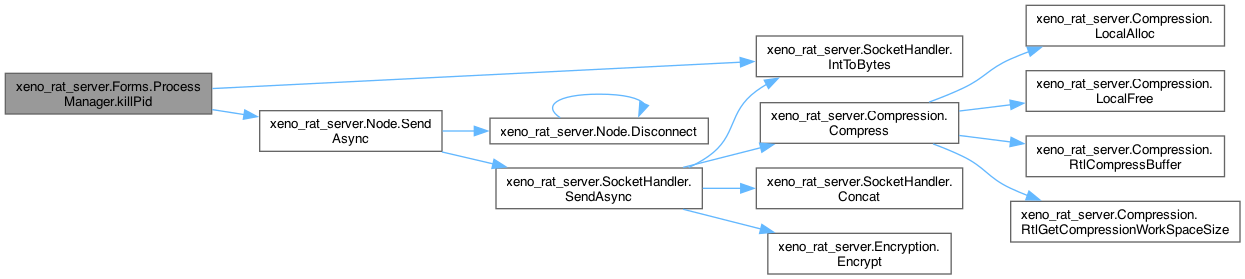 xeno_rat_server.Forms.Process
Manager.killPid
xeno_rat_server.SocketHandler.
IntToBytes
xeno_rat_server.Node.Send
Async
xeno_rat_server.Node.Disconnect
xeno_rat_server.SocketHandler.
SendAsync
xeno_rat_server.Compression.
Compress
xeno_rat_server.SocketHandler.
Concat
xeno_rat_server.Encryption.
Encrypt
xeno_rat_server.Compression.
LocalAlloc
xeno_rat_server.Compression.
LocalFree
xeno_rat_server.Compression.
RtlCompressBuffer
xeno_rat_server.Compression.
RtlGetCompressionWorkSpaceSize